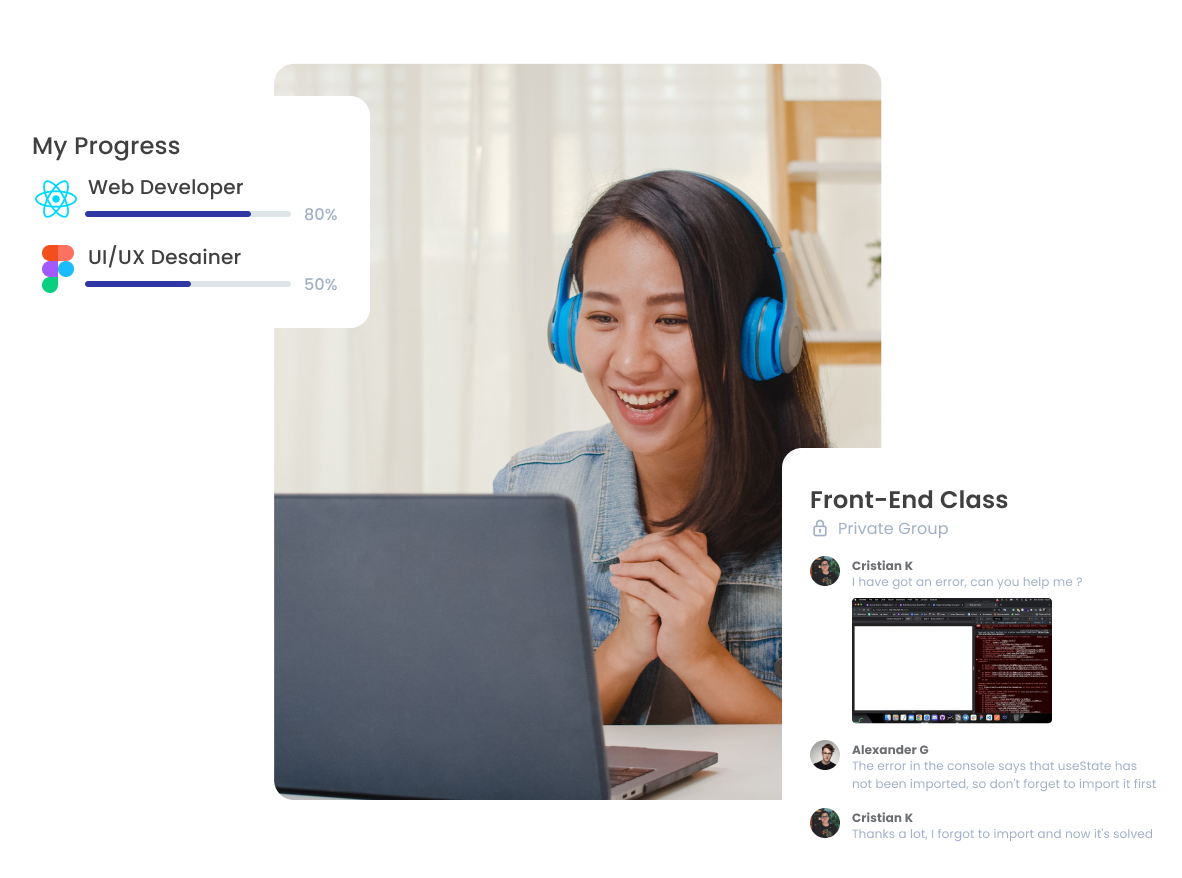 My Progress
Web Developer
80%
UI/UX Desainer
50%
Front-End Class
Private Group
Cristian K
I have got an error, can you help me ?
Alexander G
The error in the console says that useState has
not been imported, so don't forget to import it first
Cristian K
Thanks a lot, I forgot to import and now it's solved